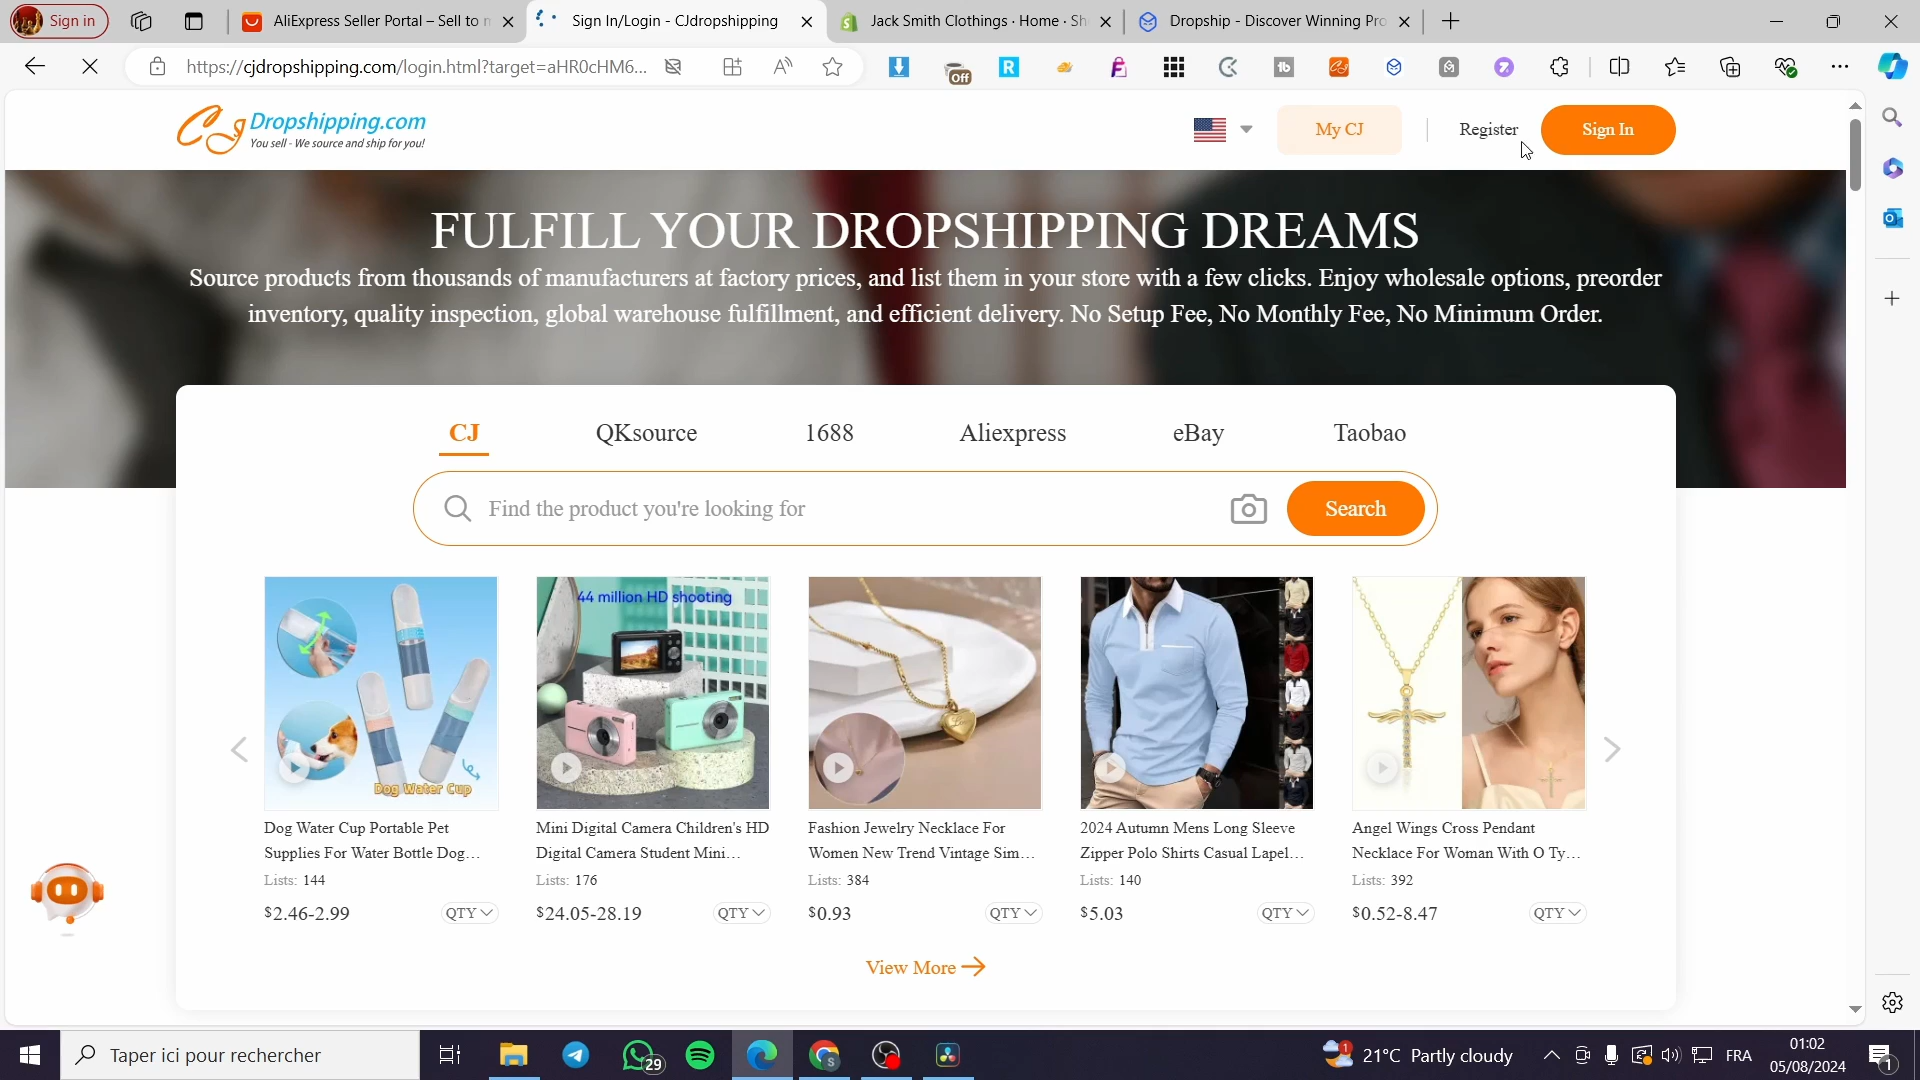 Sign in
AliExpress Seller Portal – Sell to m
Sign In/Login - CJdropshipping
Jack Smith Clothings · Home · Sh
Dropship - Discover Winning Pro
https://cjdropshipping.com/login.html?target=aHR0cHM6...
Off
CJ Dropshipping.com
You sell - We source and ship for you!
My CJ
Register
Sign In
FULFILL YOUR DROPSHIPPING DREAMS
Source products from thousands of manufacturers at factory prices, and list them in your store with a few clicks. Enjoy wholesale options, preorder
inventory, quality inspection, global warehouse fulfillment, and efficient delivery. No Setup Fee, No Monthly Fee, No Minimum Order.
CJ
QKsource
1688
Aliexpress
eBay
Taobao
Find the product you're looking for
Search
44 million HD shooting
Dog Water Cup
Dog Water Cup Portable Pet
Supplies For Water Bottle Dog...
Lists: 144
$2.46-2.99
QTY
Mini Digital Camera Children's HD
Digital Camera Student Mini...
Lists: 176
$24.05-28.19
QTY
Fashion Jewelry Necklace For
Women New Trend Vintage Sim...
Lists: 384
$0.93
QTY
2024 Autumn Mens Long Sleeve
Zipper Polo Shirts Casual Lapel...
Lists: 140
$5.03
QTY
Angel Wings Cross Pendant
Necklace For Woman With O Ty...
Lists: 392
$0.52-8.47
QTY
View More
Taper ici pour rechercher
29
21°C Partly cloudy
FRA
01:02
05/08/2024
1